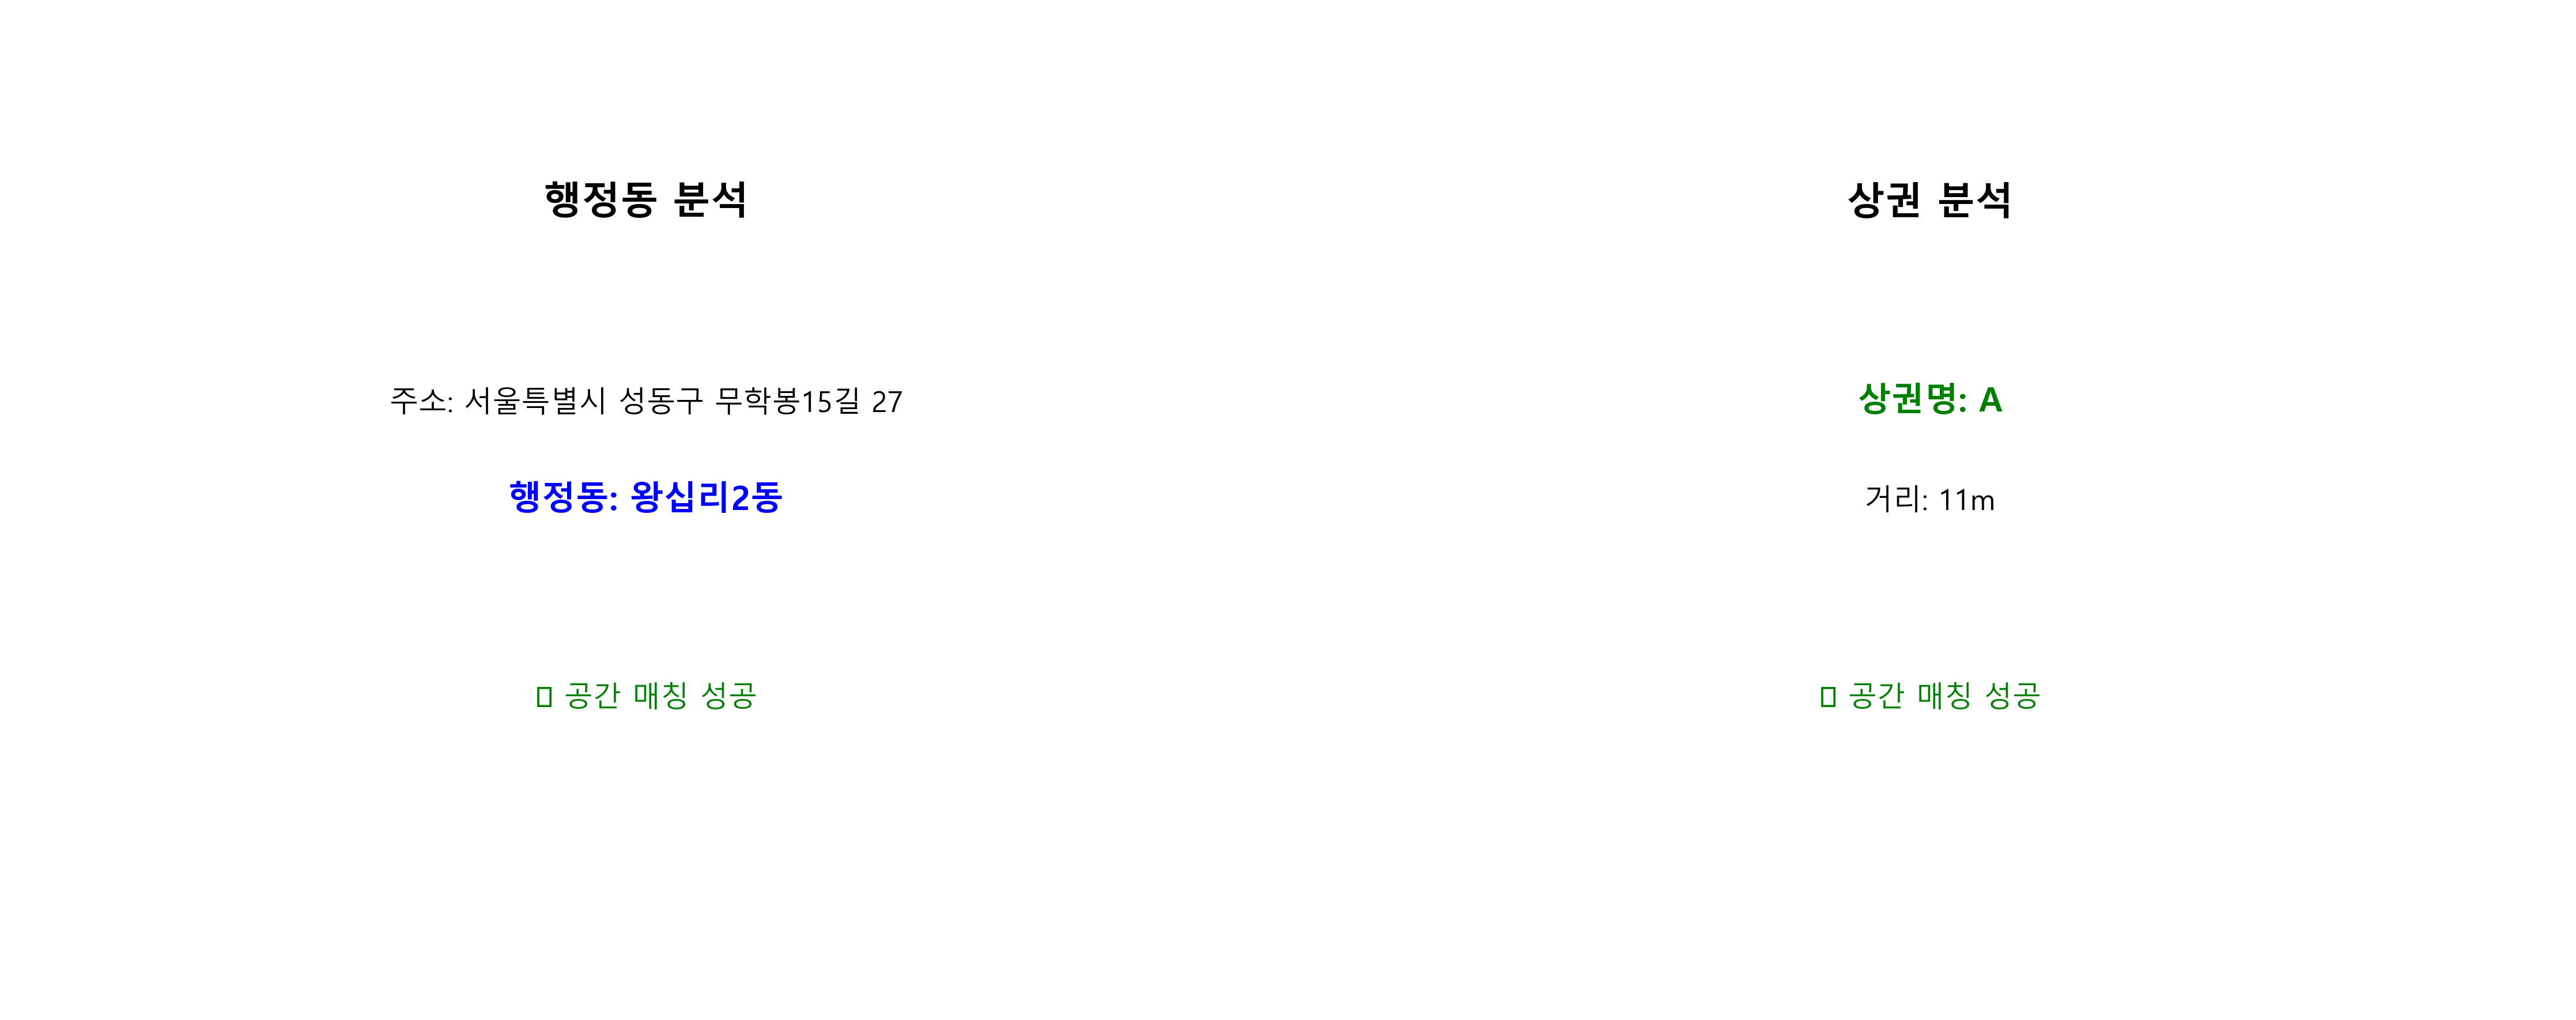 행정동 분석
주소: 서울특별시 성동구 무학봉15길 27
행정동: 왕십리2동
▯ 공간 매칭 성공
상권 분석
상권명: A
거리: 11m
▯ 공간 매칭 성공